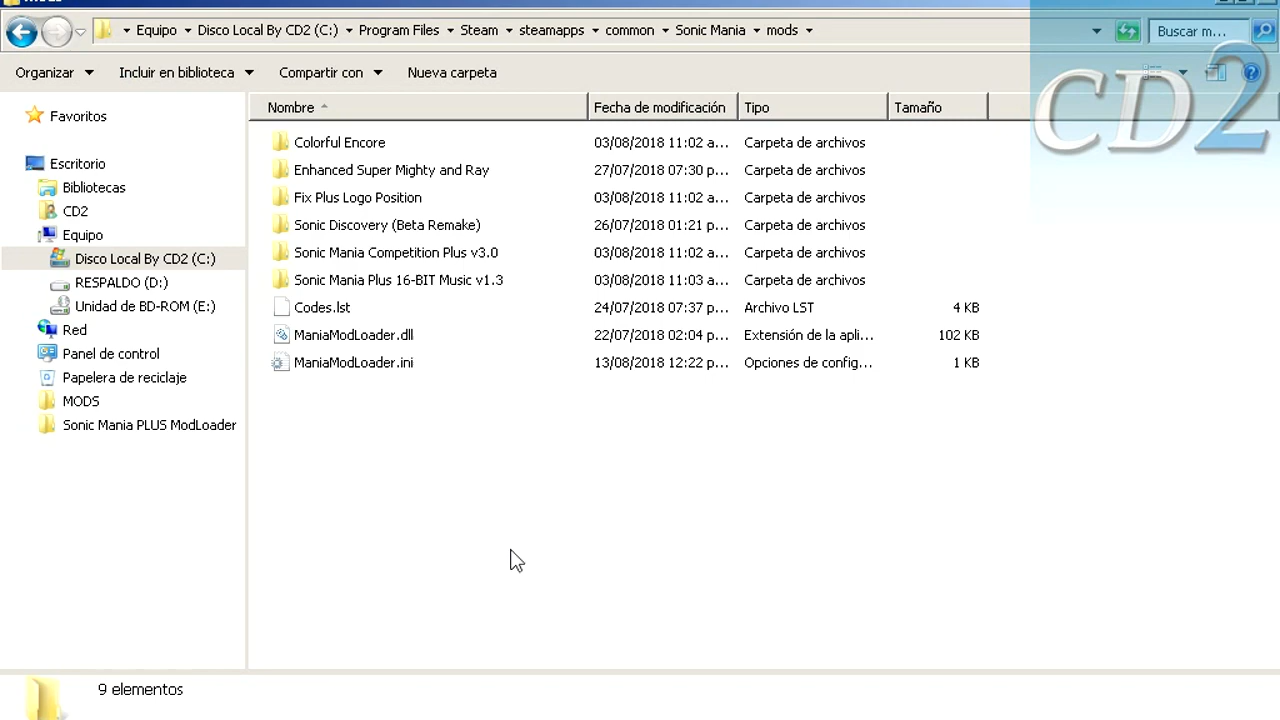 Equipo Disco Local By CD2 (C:) Program Files Steam steamapps common Sonic Mania mods Buscar m...
Organizar Incluir en biblioteca Compartir con Nueva carpeta
CD2
Nombre Fecha de modificación Tipo Tamaño
Favoritos
Escritorio
Bibliotecas
CD2
Equipo
Disco Local By CD2 (C:)
RESPALDO (D:)
Unidad de BD-ROM (E:)
Red
Panel de control
Papelera de reciclaje
MODS
Sonic Mania PLUS ModLoader
Colorful Encore 03/08/2018 11:02 a... Carpeta de archivos
Enhanced Super Mighty and Ray 27/07/2018 07:30 p... Carpeta de archivos
Fix Plus Logo Position 03/08/2018 11:02 a... Carpeta de archivos
Sonic Discovery (Beta Remake) 26/07/2018 01:21 p... Carpeta de archivos
Sonic Mania Competition Plus v3.0 03/08/2018 11:02 a... Carpeta de archivos
Sonic Mania Plus 16-BIT Music v1.3 03/08/2018 11:03 a... Carpeta de archivos
Codes.lst 24/07/2018 07:37 p... Archivo LST 4 KB
ManiaModLoader.dll 22/07/2018 02:04 p... Extensión de la apli... 102 KB
ManiaModLoader.ini 13/08/2018 12:22 p... Opciones de config... 1 KB
9 elementos